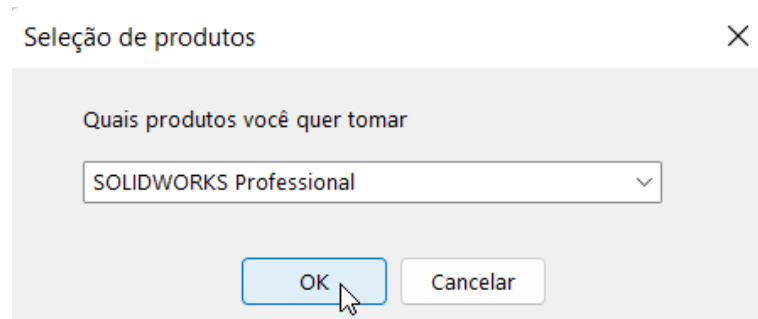 Seleção de produtos
Quais produtos você quer tomar
SOLIDWORKS Professional
OK
Cancelar